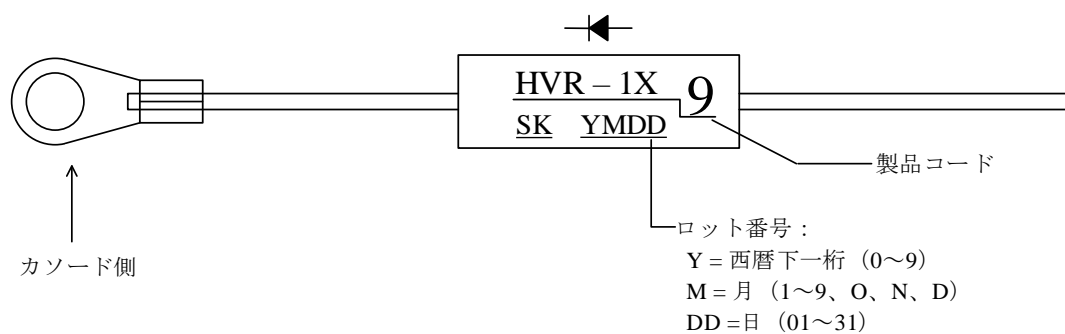 HVR – 1X 9
SK YMDD
製品コード
ロット番号：
Y = 西暦下一桁（0～9）
M = 月（1～9、O、N、D）
DD =日（01～31）
カソード側